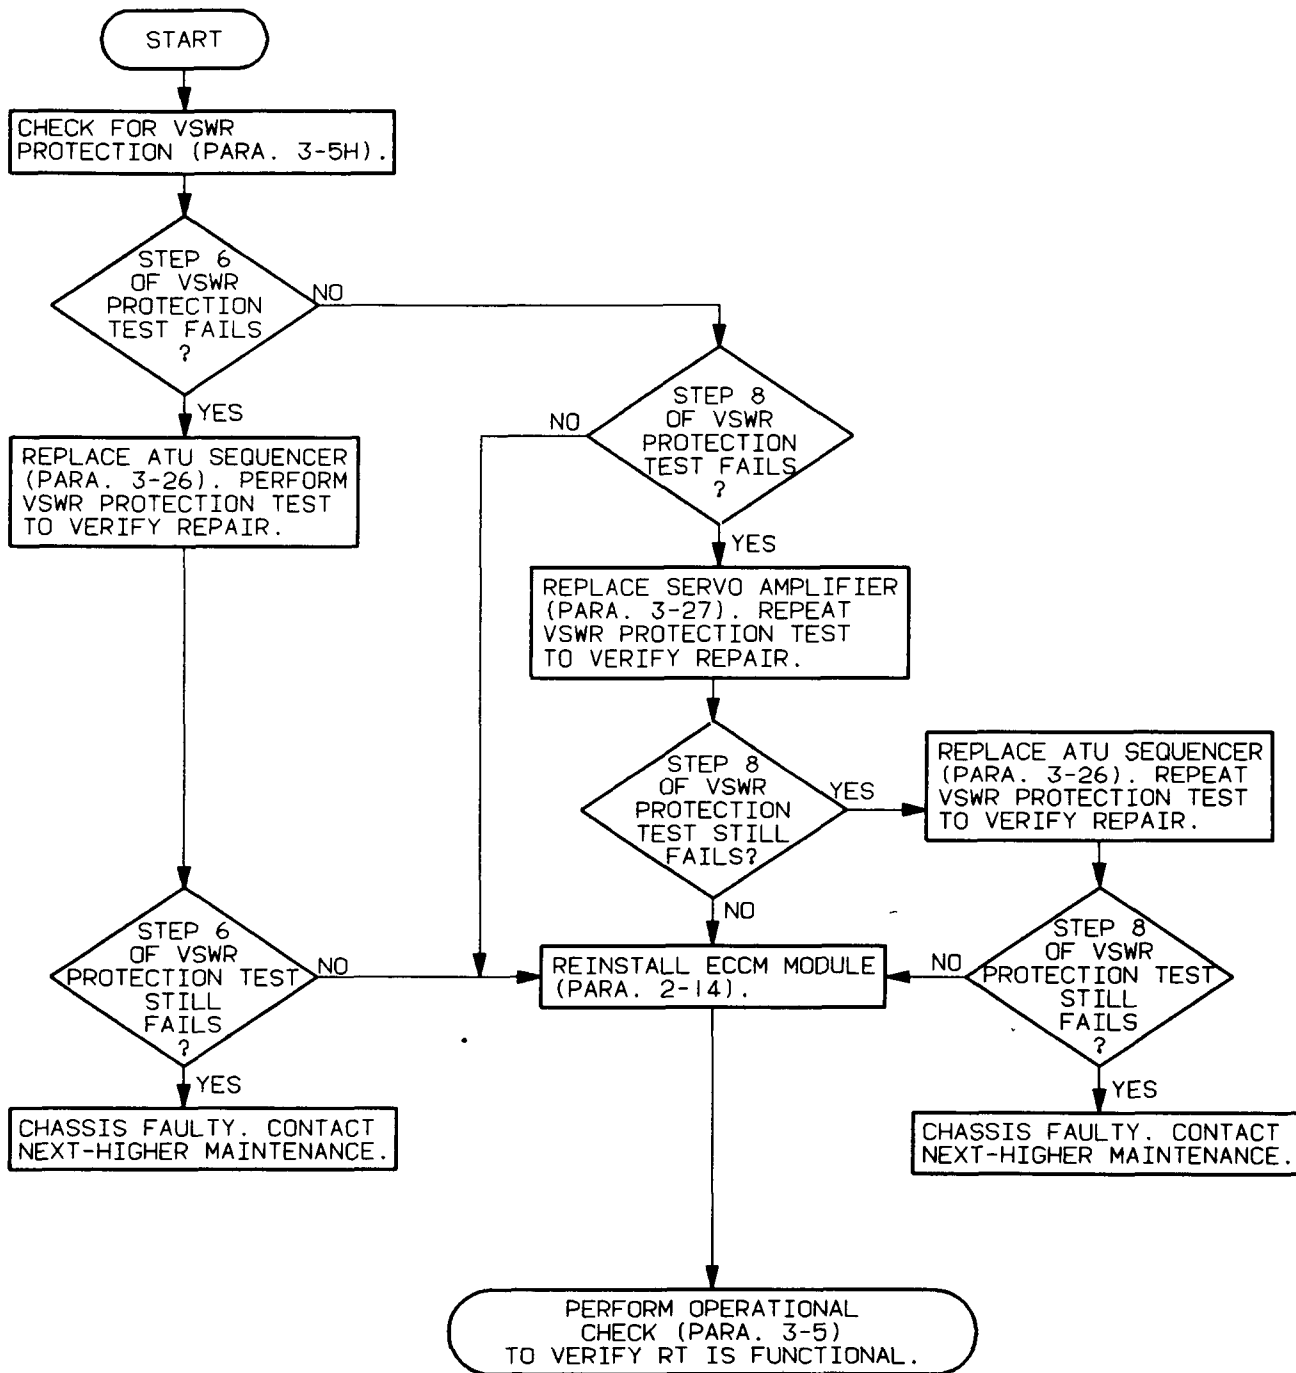 START
CHECK FOR VSWR
PROTECTION (PARA. 3-5H).
STEP 6
OF VSWR
PROTECTION
TEST FAILS
?
NO
YES
REPLACE ATU SEQUENCER
(PARA. 3-26). PERFORM
VSWR PROTECTION TEST
TO VERIFY REPAIR.
STEP 8
OF VSWR
PROTECTION
TEST FAILS
?
NO
YES
REPLACE SERVO AMPLIFIER
(PARA. 3-27). REPEAT
VSWR PROTECTION TEST
TO VERIFY REPAIR.
STEP 8
OF VSWR
PROTECTION
TEST STILL
FAILS?
YES
NO
REPLACE ATU SEQUENCER
(PARA. 3-26). REPEAT
VSWR PROTECTION TEST
TO VERIFY REPAIR.
STEP 6
OF VSWR
PROTECTION TEST
STILL
FAILS
?
NO
YES
REINSTALL ECCM MODULE
(PARA. 2-14).
STEP 8
OF VSWR
PROTECTION TEST
STILL
FAILS
?
NO
YES
CHASSIS FAULTY. CONTACT
NEXT-HIGHER MAINTENANCE.
CHASSIS FAULTY. CONTACT
NEXT-HIGHER MAINTENANCE.
PERFORM OPERATIONAL
CHECK (PARA. 3-5)
TO VERIFY RT IS FUNCTIONAL.